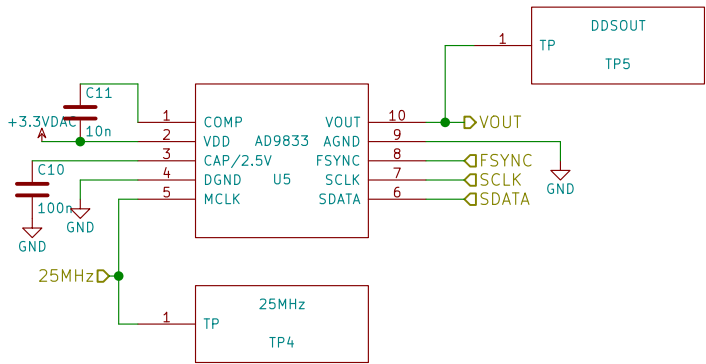 DDSOUT
1 TP
TP5
C11
+3.3VDAC
10n
1 COMP VOUT 10 VOUT
2 VDD AD9833 AGND 9
3 CAP/2.5V FSYNC 8 FSYNC
C10
4 DGND U5 SCLK 7 SCLK
5 MCLK SDATA 6 SDATA
100n
GND
GND
GND
25MHz
25MHz
1 TP
TP4